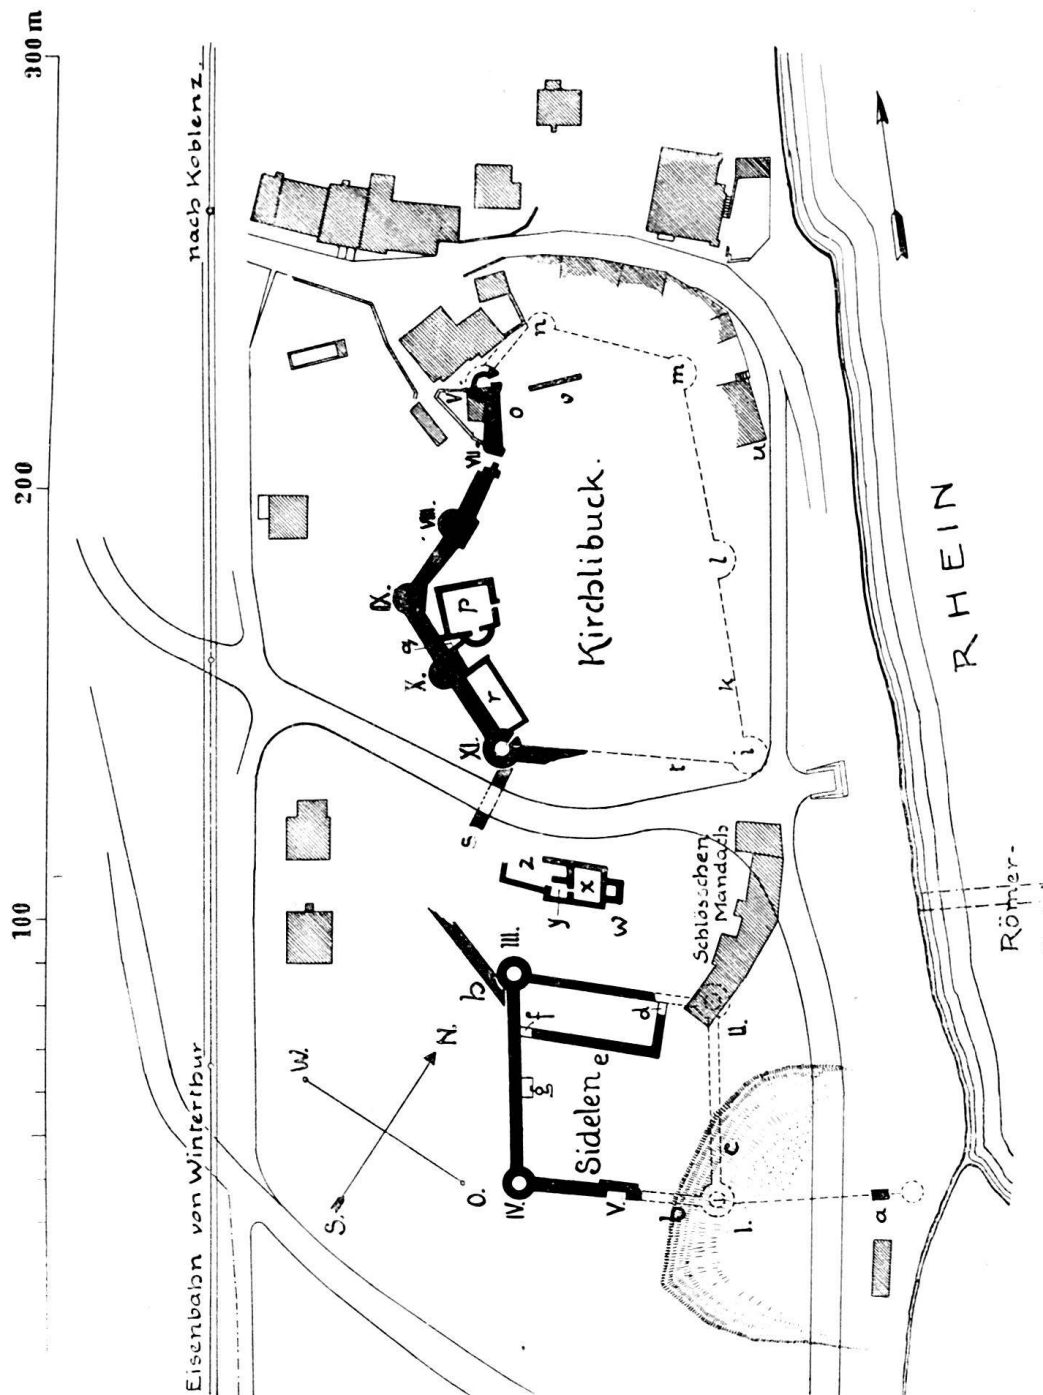 300 m
200
100
nach Koblenz.
Eisenbahn von Winterthur
RHEIN
Römer-
Kirchlibuck.
Sidelen
Schlösschen
Mandach
N.
S.
W.
O.
I.
II.
III.
IV.
V.
V
VII.
VIII.
IX.
X.
XI.
a
b
c
d
e
f
g
h
i
k
l
m
n
o
p
q
r
s
t
u
v
w
x
y
z